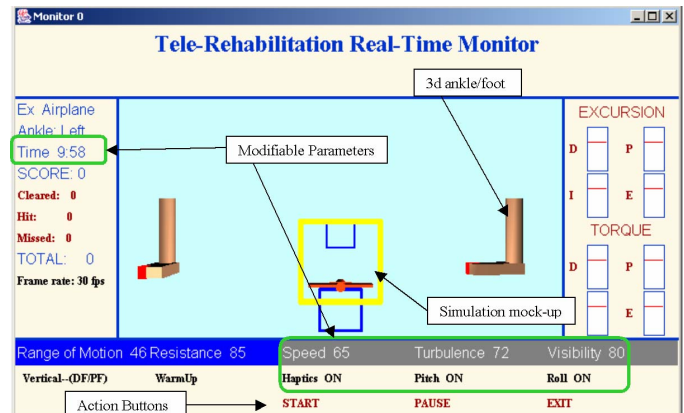 Monitor 0
Tele-Rehabilitation Real-Time Monitor
3d ankle/foot
Ex Airplane
Ankle: Left
Time 9:58
SCORE: 0
Cleared: 0
Hit: 0
Missed: 0
TOTAL: 0
Frame rate: 30 fps
Modifiable Parameters
Simulation mock-up
EXCURSION
D P
I E
TORQUE
D P
E
Range of Motion 46 Resistance 85 Speed 65 Turbulence 72 Visibility 80
Vertical--(DF/PF) WarmUp Haptics ON Pitch ON Roll ON
Action Buttons START PAUSE EXIT